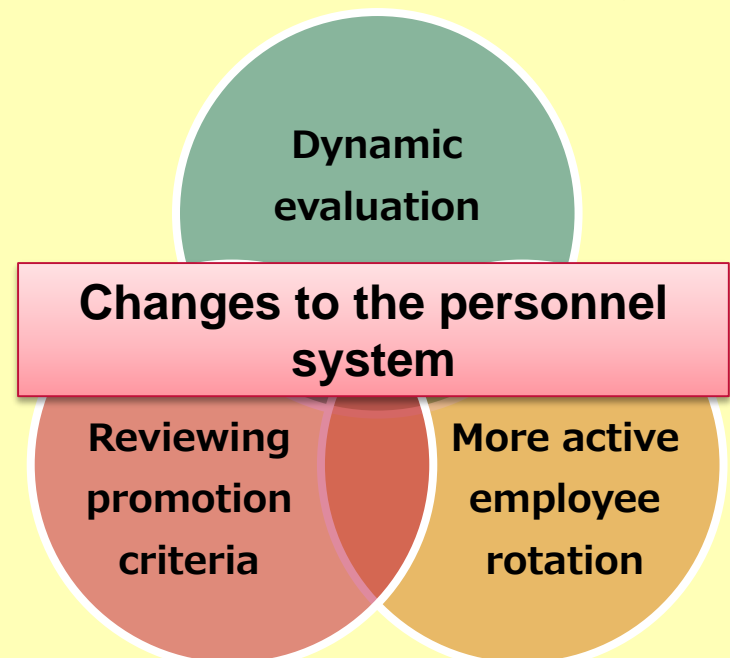 Dynamic
evaluation
Changes to the personnel
system
Reviewing
promotion
criteria
More active
employee
rotation